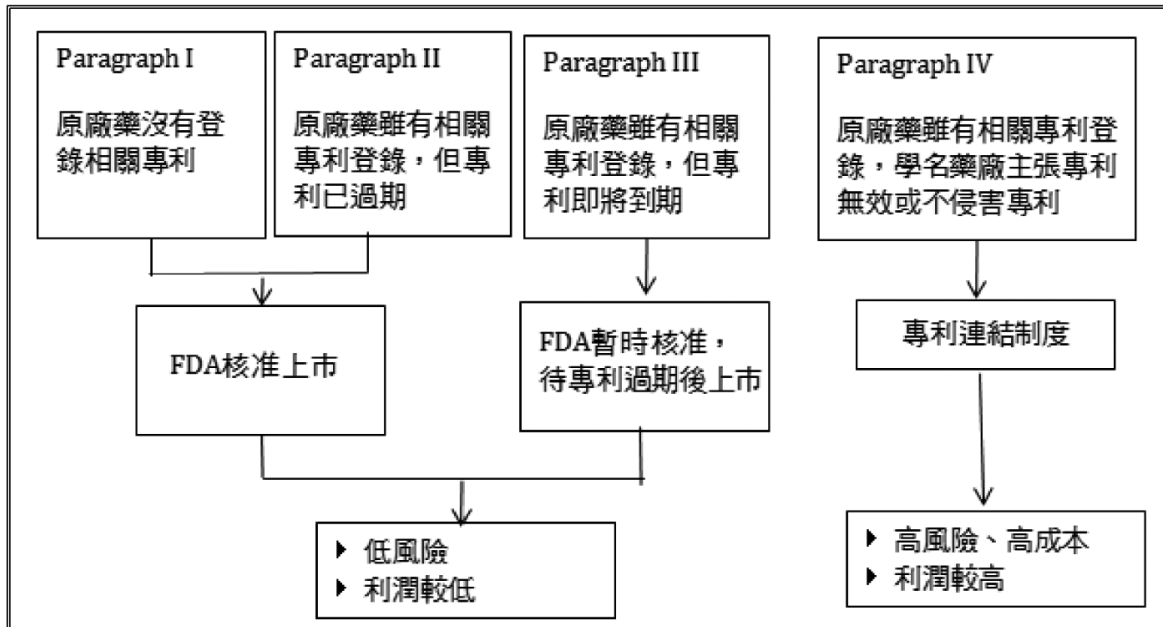 Paragraph I
原廠藥沒有登
錄相關專利
Paragraph II
原廠藥雖有相關
專利登錄，但專
利已過期
Paragraph III
原廠藥雖有相關
專利登錄，但專
利即將到期
Paragraph IV
原廠藥雖有相關專利登
錄，學名藥廠主張專利
無效或不侵害專利
FDA核准上市
FDA暫時核准，
待專利過期後上市
專利連結制度
低風險
利潤較低
高風險、高成本
利潤較高